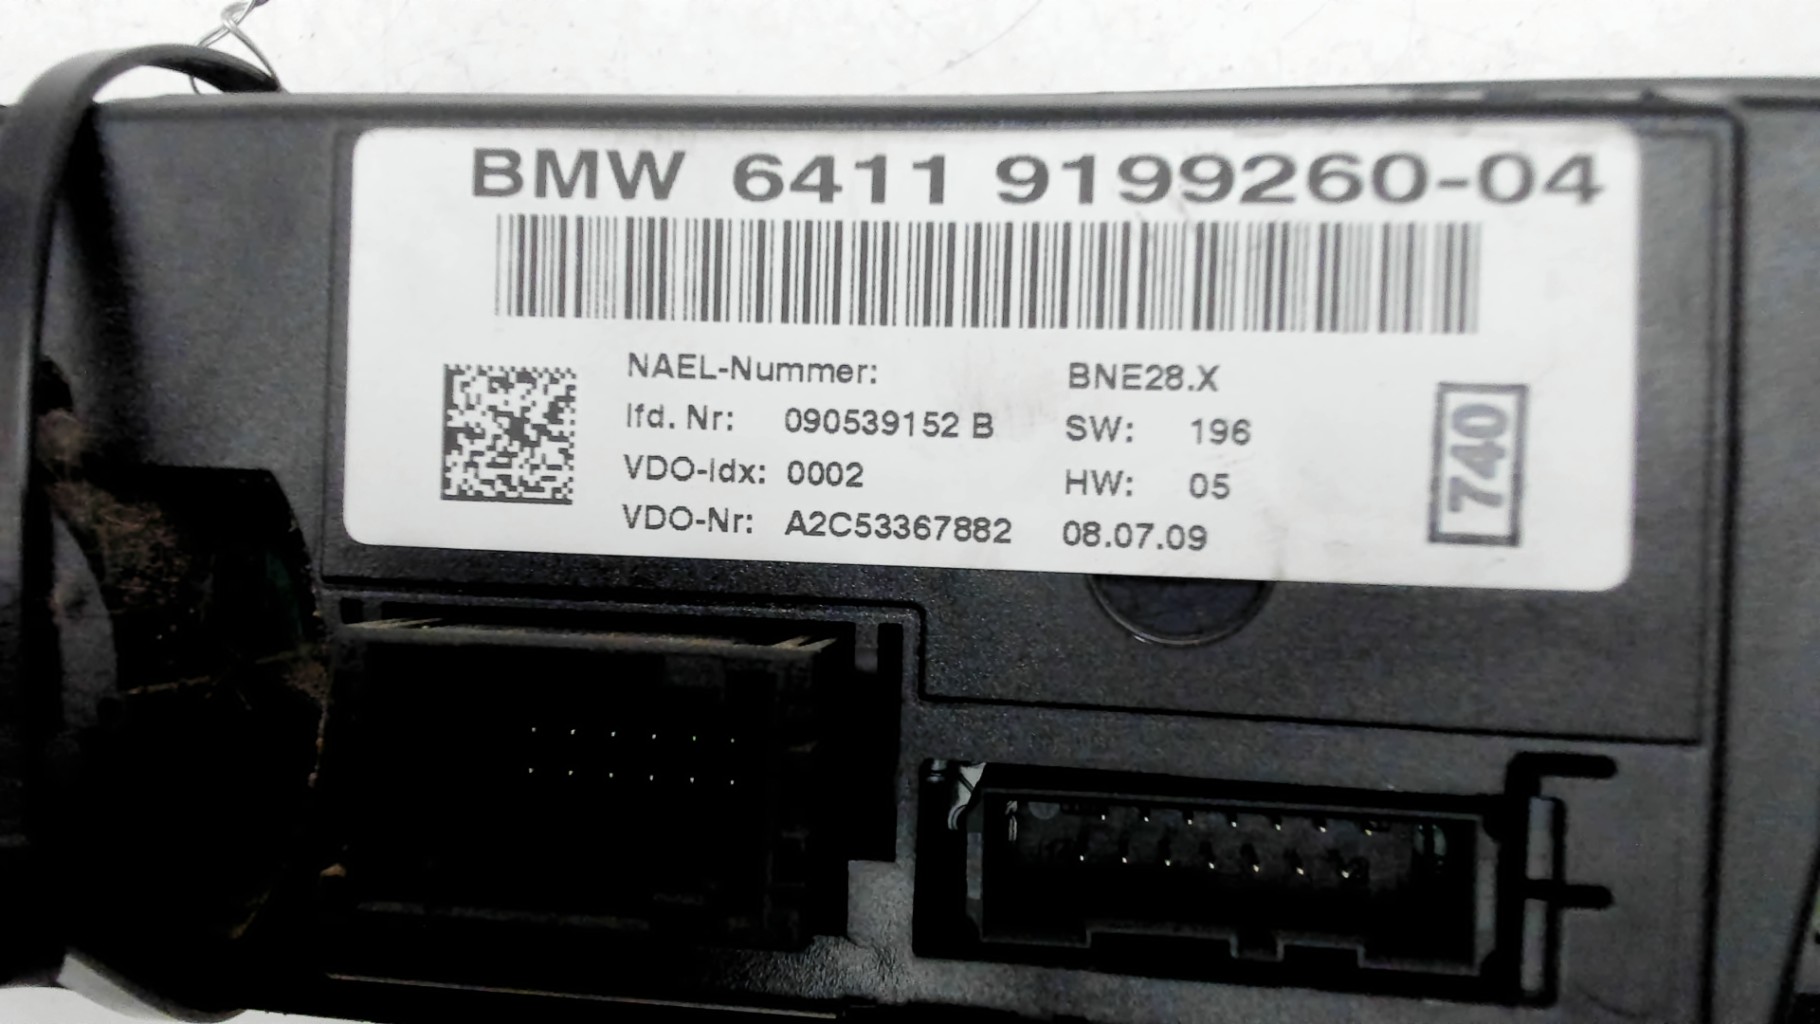 BMW 6411 9199260-04
NAEL-Nummer: BNE28.X
lfd. Nr: 090539152 B SW: 196
VDO-Idx: 0002 HW: 05
VDO-Nr: A2C53367882 08.07.09
740